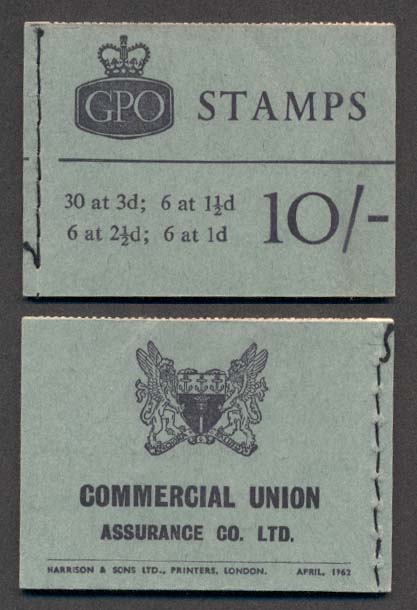 GPO STAMPS
30 at 3d; 6 at 1½d
6 at 2½d; 6 at 1d
10/-
COMMERCIAL UNION
ASSURANCE CO. LTD.
HARRISON & SONS LTD., PRINTERS, LONDON. APRIL, 1962